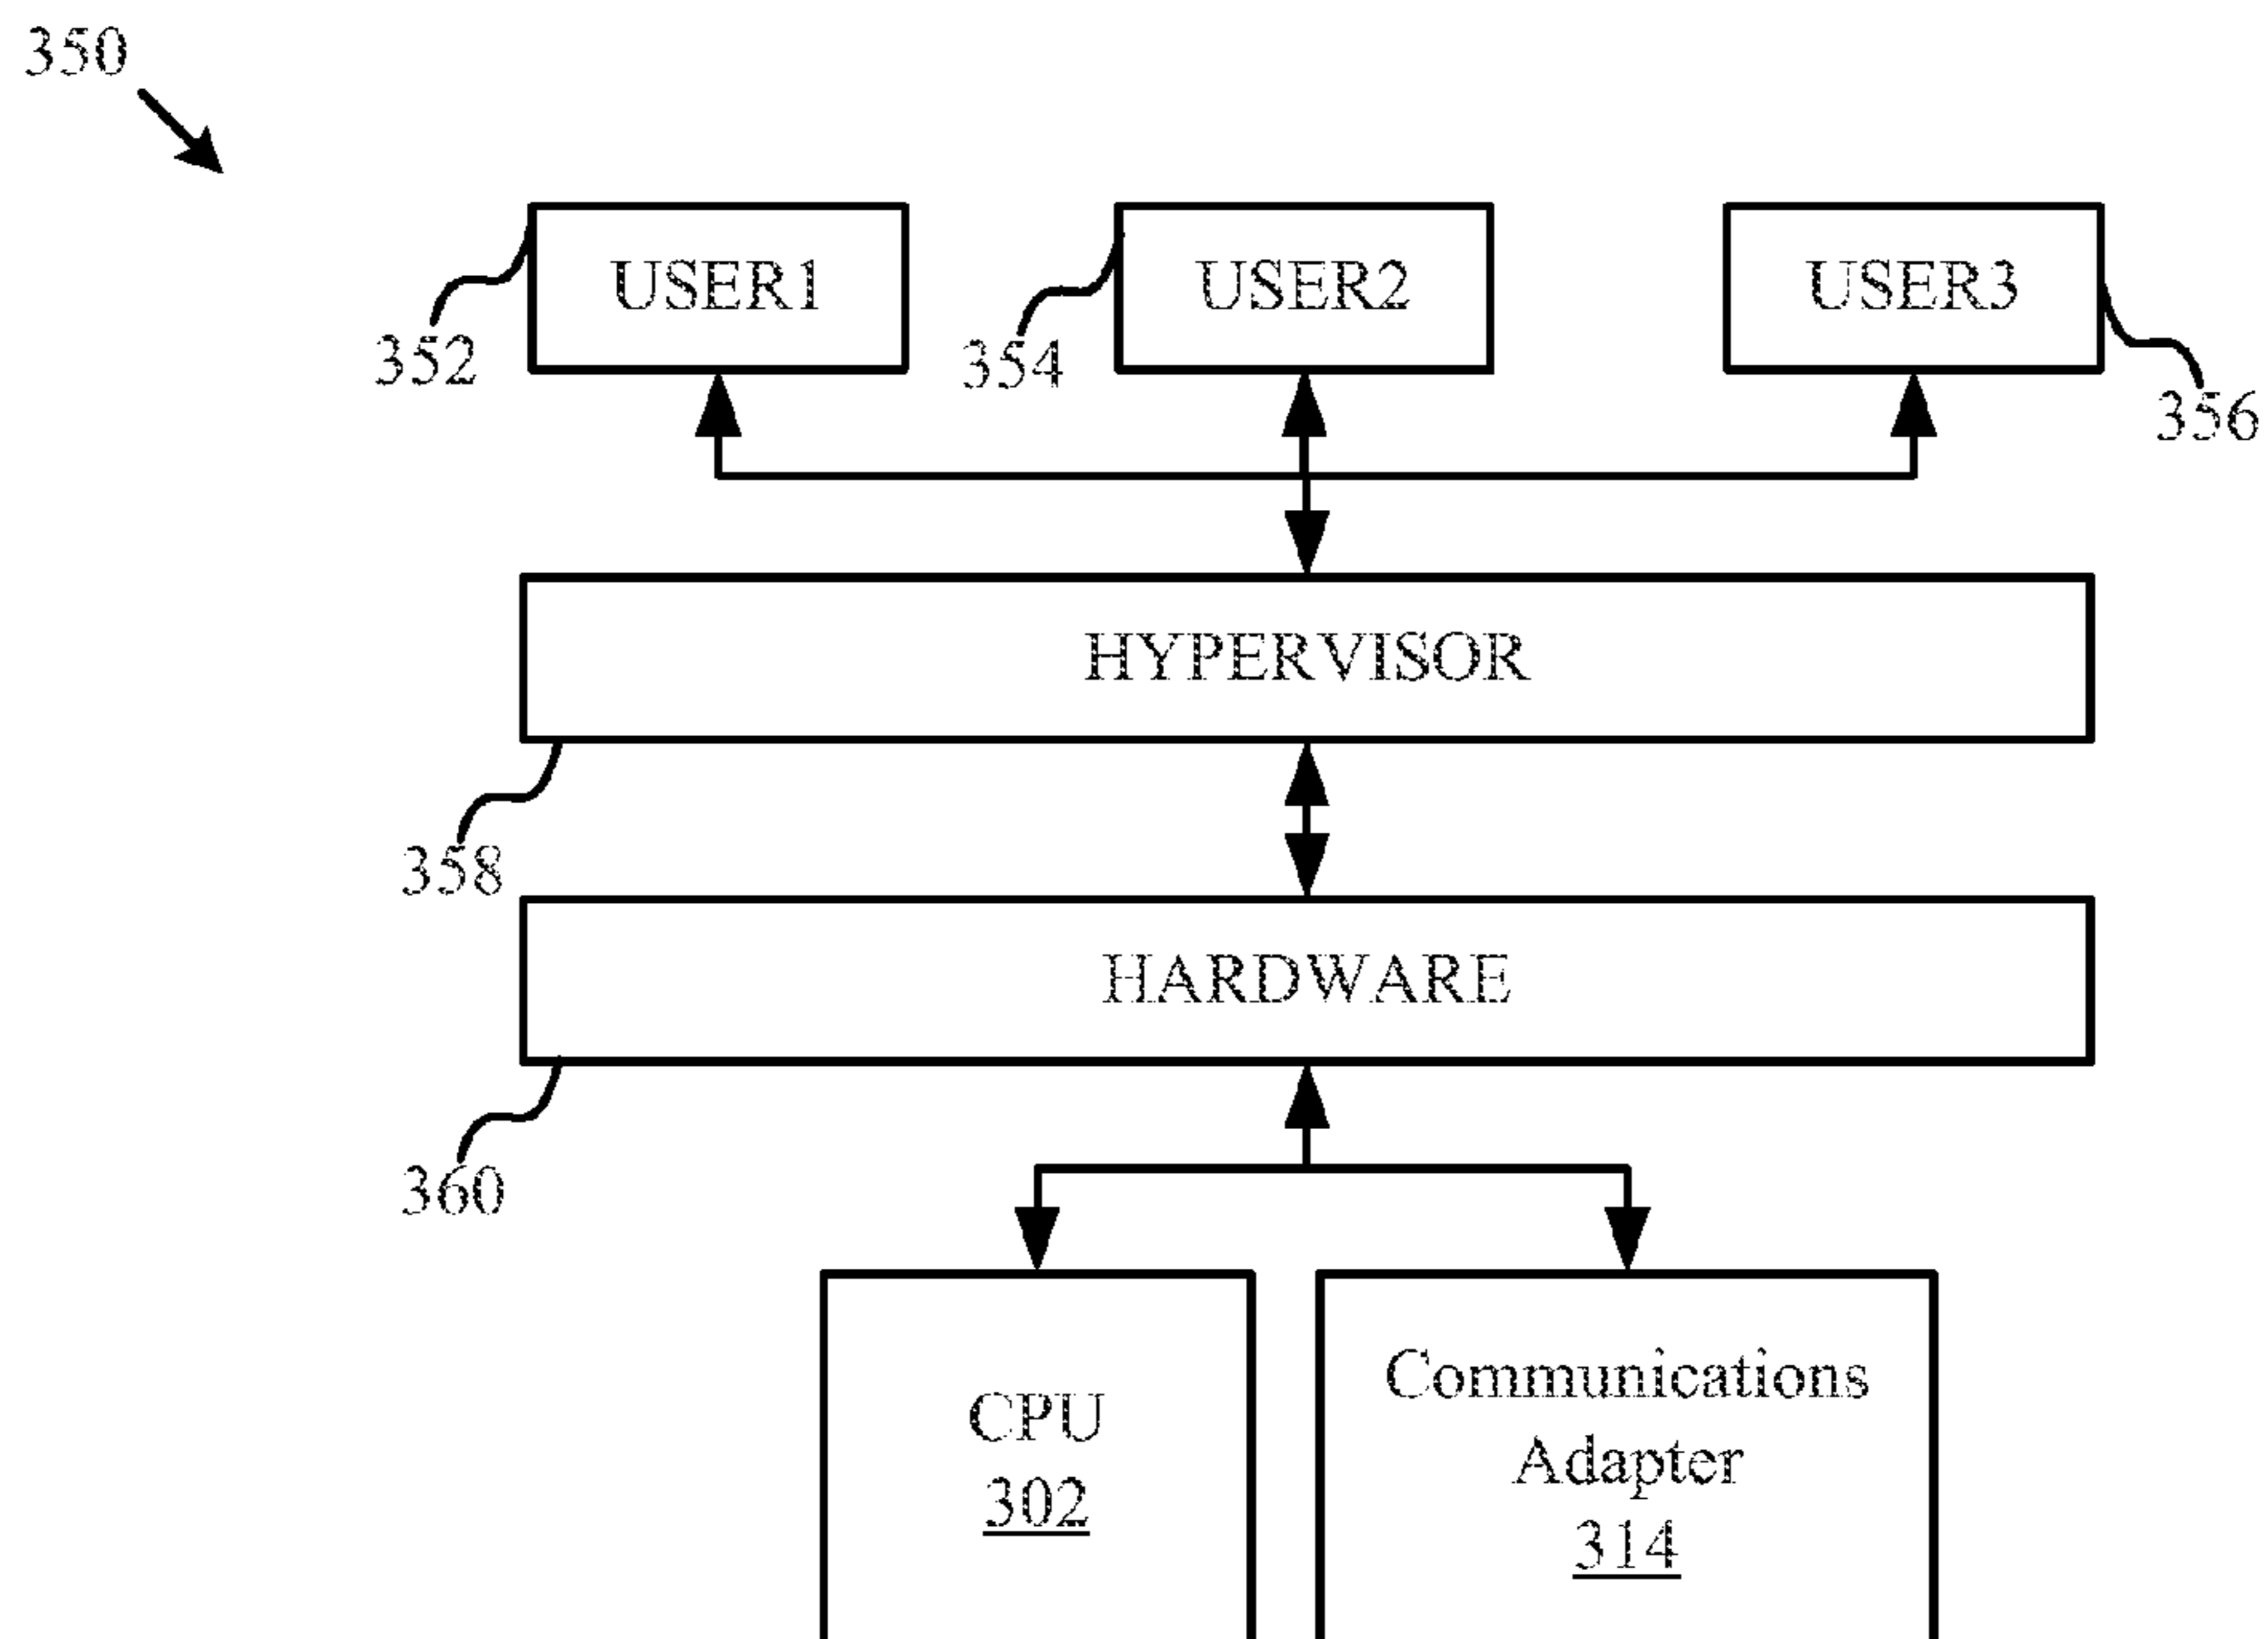 350
USER1
USER2
USER3
352
354
356
HYPERVISOR
358
HARDWARE
360
CPU
302
Communications
Adapter
314